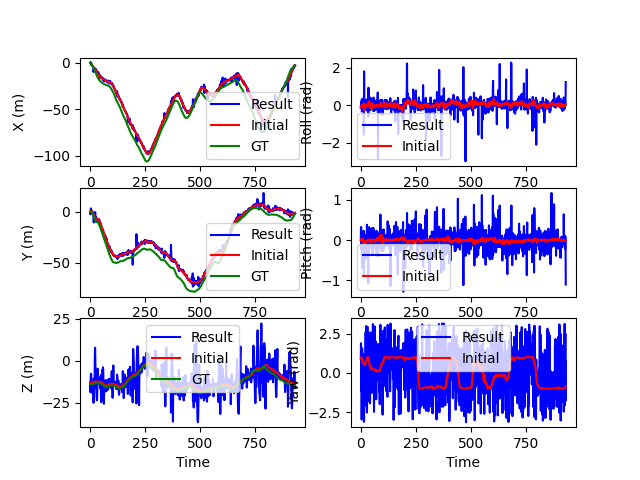 X (m)
0
−50
−100
0
250
500
750
Result
Initial
GT
Roll (rad)
2
0
−2
0
250
500
750
Result
Initial
Y (m)
0
−50
0
250
500
750
Result
Initial
GT
Pitch (rad)
1
0
−1
0
250
500
750
Result
Initial
Z (m)
25
0
−25
0
250
500
750
Time
Result
Initial
GT
Yaw (rad)
2.5
0.0
−2.5
0
250
500
750
Time
Result
Initial